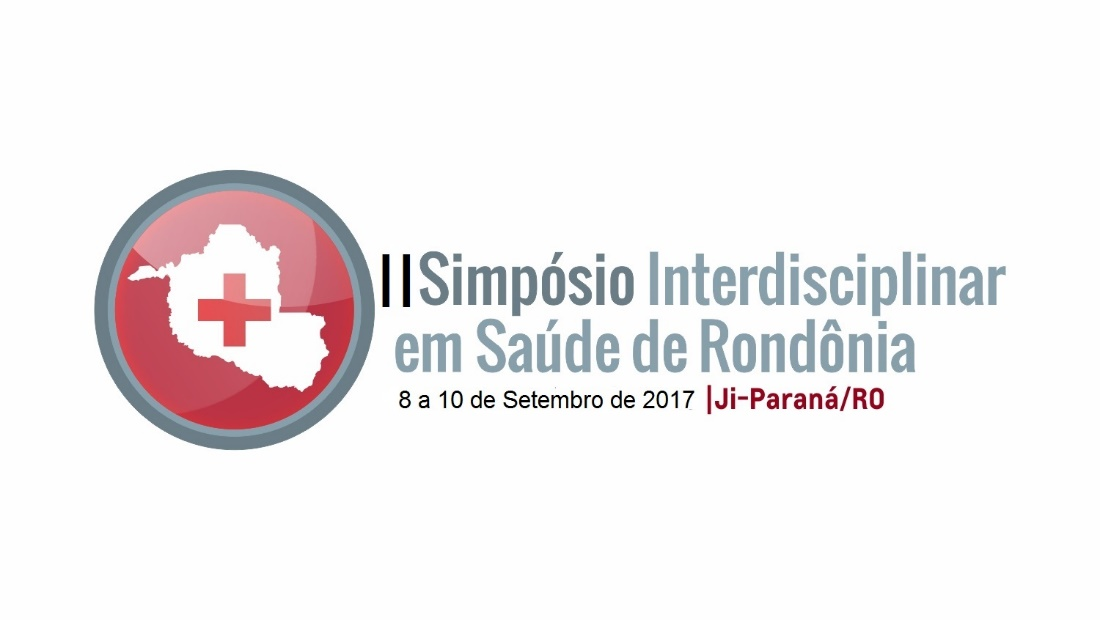 II Simpósio Interdisciplinar
em Saúde de Rondônia
8 a 10 de Setembro de 2017 |Ji-Paraná/RO